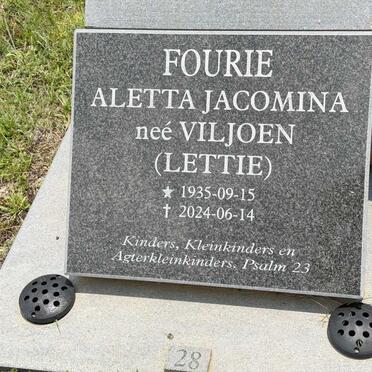 FOURIE
ALETTA JACOMINA
neé VILJOEN
(LETTIE)
★ 1935-09-15
✝ 2024-06-14
Kinders, Kleinkinders en
Agterkleinkinders. Psalm 23
28